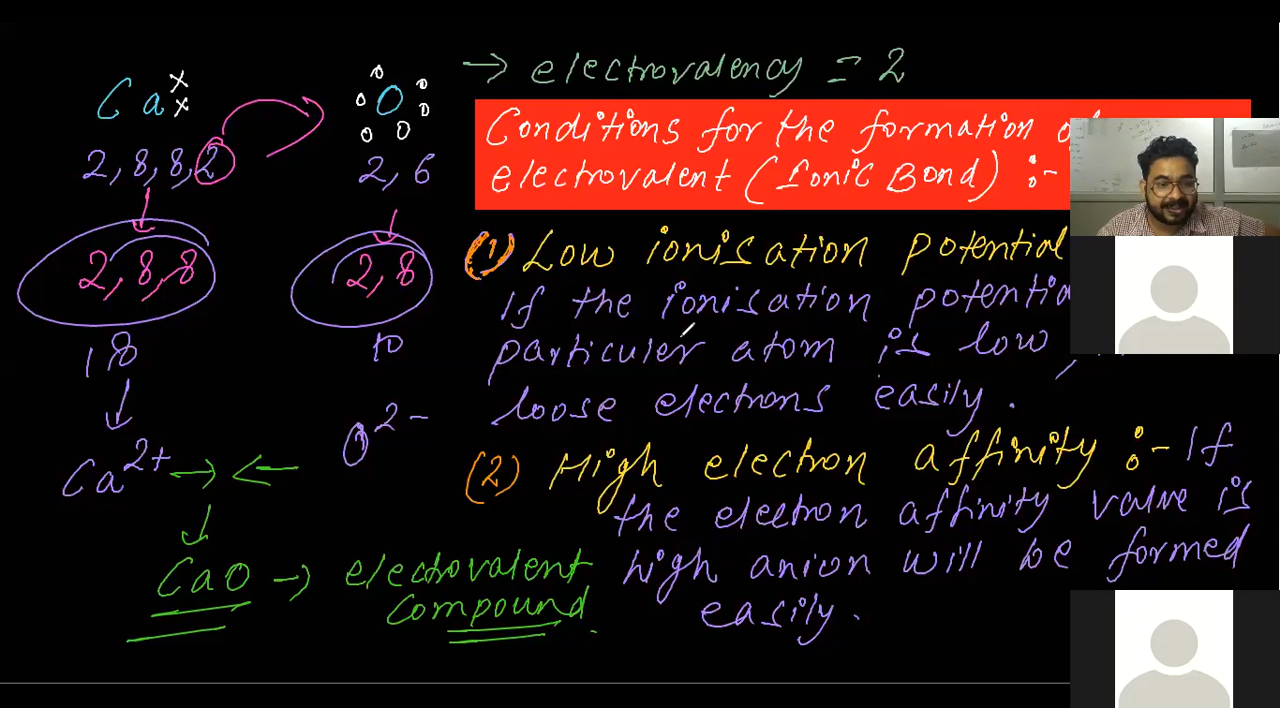 → electrovalency = 2
Ca O
2, 8, 8, 2 2, 6
2, 8, 8 2, 8
18 10
Ca2+ → ← O2-
CaO → electrovalent
compound.
Conditions for the formation
electrovalent (Ionic Bond) :-
(1) Low ionisation potential
If the ionisation
particuler atom is low
loose electrons easily.
(2) High electron affinity :- If
the electron affinity value is
high anion will be formed
easily.